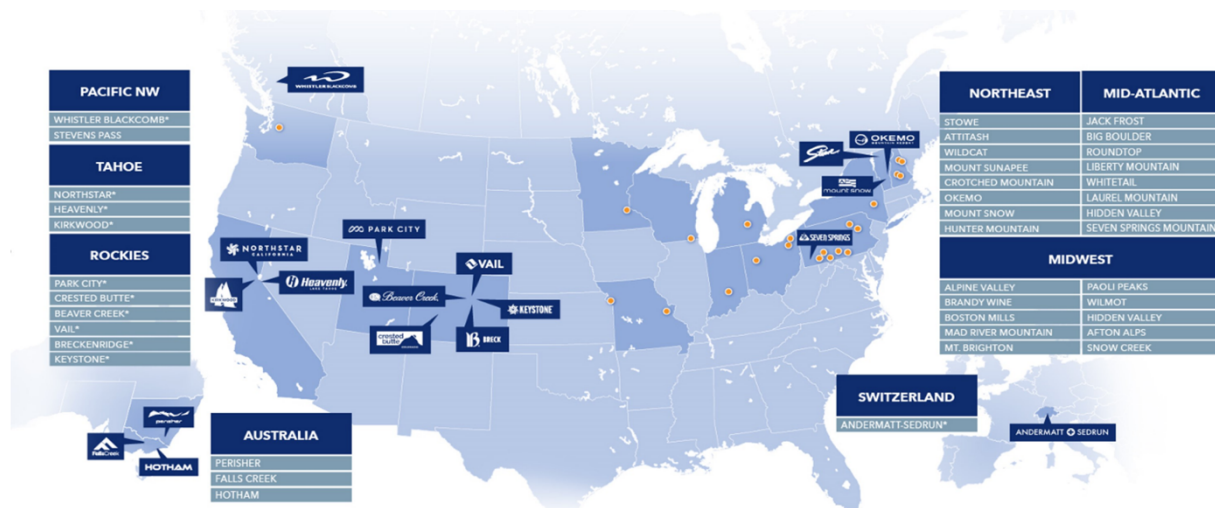 PACIFIC NW
WHISTLER BLACKCOMB*
STEVENS PASS
TAHOE
NORTHSTAR*
HEAVENLY*
KIRKWOOD*
ROCKIES
PARK CITY*
CRESTED BUTTE*
BEAVER CREEK*
VAIL*
BRECKENRIDGE*
KEYSTONE*
WHISTLER BLACKCOMB
NORTHSTAR
CALIFORNIA
Heavenly
LAKE TAHOE
PARK CITY
Beaver Creek
crested butte
VAIL
KEYSTONE
BRECK
Stowe
OKEMO
MOUNTAIN RESORT
mount snow
SEVEN SPRINGS
NORTHEAST
STOWE
ATTITASH
WILDCAT
MOUNT SUNAPEE
CROTCHED MOUNTAIN
OKEMO
MOUNT SNOW
HUNTER MOUNTAIN
MID-ATLANTIC
JACK FROST
BIG BOULDER
ROUNDTOP
LIBERTY MOUNTAIN
WHITETAIL
LAUREL MOUNTAIN
HIDDEN VALLEY
SEVEN SPRINGS MOUNTAIN
MIDWEST
ALPINE VALLEY
BRANDY WINE
BOSTON MILLS
MAD RIVER MOUNTAIN
MT. BRIGHTON
PAOLI PEAKS
WILMOT
HIDDEN VALLEY
AFTON ALPS
SNOW CREEK
perisher
FallsCreek
HOTHAM
AUSTRALIA
PERISHER
FALLS CREEK
HOTHAM
SWITZERLAND
ANDERMATT-SEDRUN*
ANDERMATT SEDRUN